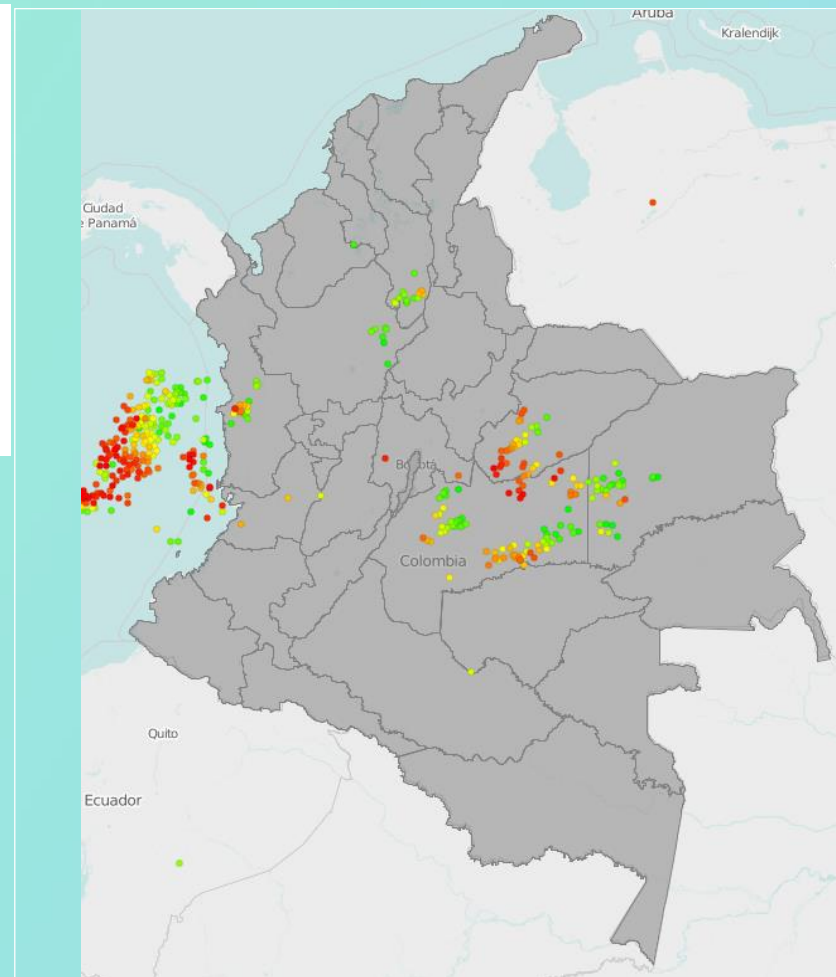 Aruba
Kralendijk
Ciudad
e Panamá
Bogotá
Colombia
Quito
Ecuador